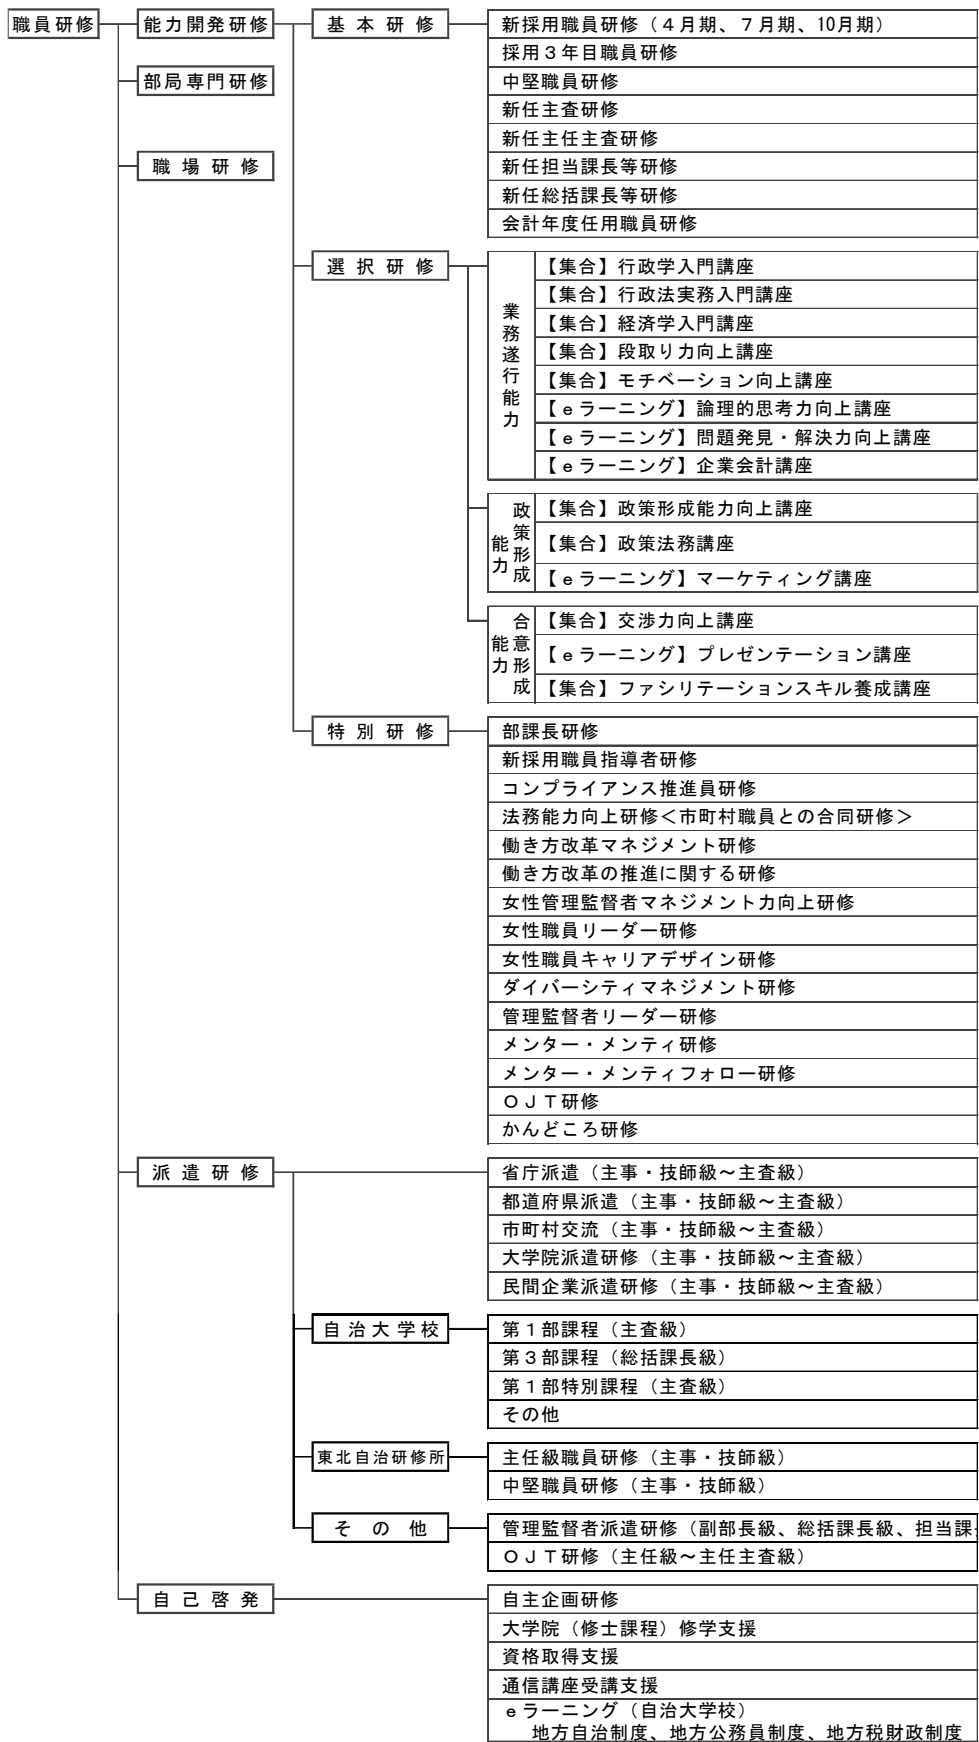 職員研修
能力開発研修
基本研修
新採用職員研修（４月期、７月期、10月期）
採用３年目職員研修
中堅職員研修
新任主査研修
新任主任主査研修
新任担当課長等研修
新任総括課長等研修
会計年度任用職員研修
選択研修
業務遂行能力
【集合】行政学入門講座
【集合】行政法実務入門講座
【集合】経済学入門講座
【集合】段取り力向上講座
【集合】モチベーション向上講座
【ｅラーニング】論理的思考力向上講座
【ｅラーニング】問題発見・解決力向上講座
【ｅラーニング】企業会計講座
政策形成
能力
【集合】政策形成能力向上講座
【集合】政策法務講座
【ｅラーニング】マーケティング講座
合意形成
能力
【集合】交渉力向上講座
【ｅラーニング】プレゼンテーション講座
【集合】ファシリテーションスキル養成講座
特別研修
部課長研修
新採用職員指導者研修
コンプライアンス推進員研修
法務能力向上研修＜市町村職員との合同研修＞
働き方改革マネジメント研修
働き方改革の推進に関する研修
女性管理監督者マネジメント力向上研修
女性職員リーダー研修
女性職員キャリアデザイン研修
ダイバーシティマネジメント研修
管理監督者リーダー研修
メンター・メンティ研修
メンター・メンティフォロー研修
ＯＪＴ研修
かんどころ研修
部局専門研修
職場研修
派遣研修
省庁派遣（主事・技師級～主査級）
都道府県派遣（主事・技師級～主査級）
市町村交流（主事・技師級～主査級）
大学院派遣研修（主事・技師級～主査級）
民間企業派遣研修（主事・技師級～主査級）
自治大学校
第１部課程（主査級）
第３部課程（総括課長級）
第１部特別課程（主査級）
その他
東北自治研修所
主任級職員研修（主事・技師級）
中堅職員研修（主事・技師級）
その他
管理監督者派遣研修（副部長級、総括課長級、担当課
ＯＪＴ研修（主任級～主任主査級）
自己啓発
自主企画研修
大学院（修士課程）修学支援
資格取得支援
通信講座受講支援
ｅラーニング（自治大学校）
地方自治制度、地方公務員制度、地方税財政制度